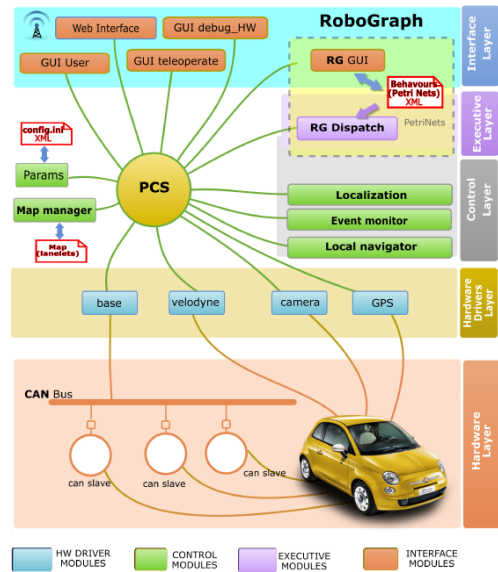 RoboGraph
Web Interface
GUI debug_HW
GUI User
GUI teleoperate
RG GUI
Behavours
(Petri Nets)
XML
Interface
Layer
RG Dispatch
PetriNets
Executive
Layer
config.ini
XML
Params
PCS
Map manager
Map
(lanelets)
Localization
Event monitor
Local navigator
Control
Layer
base
velodyne
camera
GPS
Hardware
Drivers
Layer
CAN Bus
can slave
can slave
can slave
Hardware
Layer
HW DRIVER
MODULES
CONTROL
MODULES
EXECUTIVE
MODULES
INTERFACE
MODULES